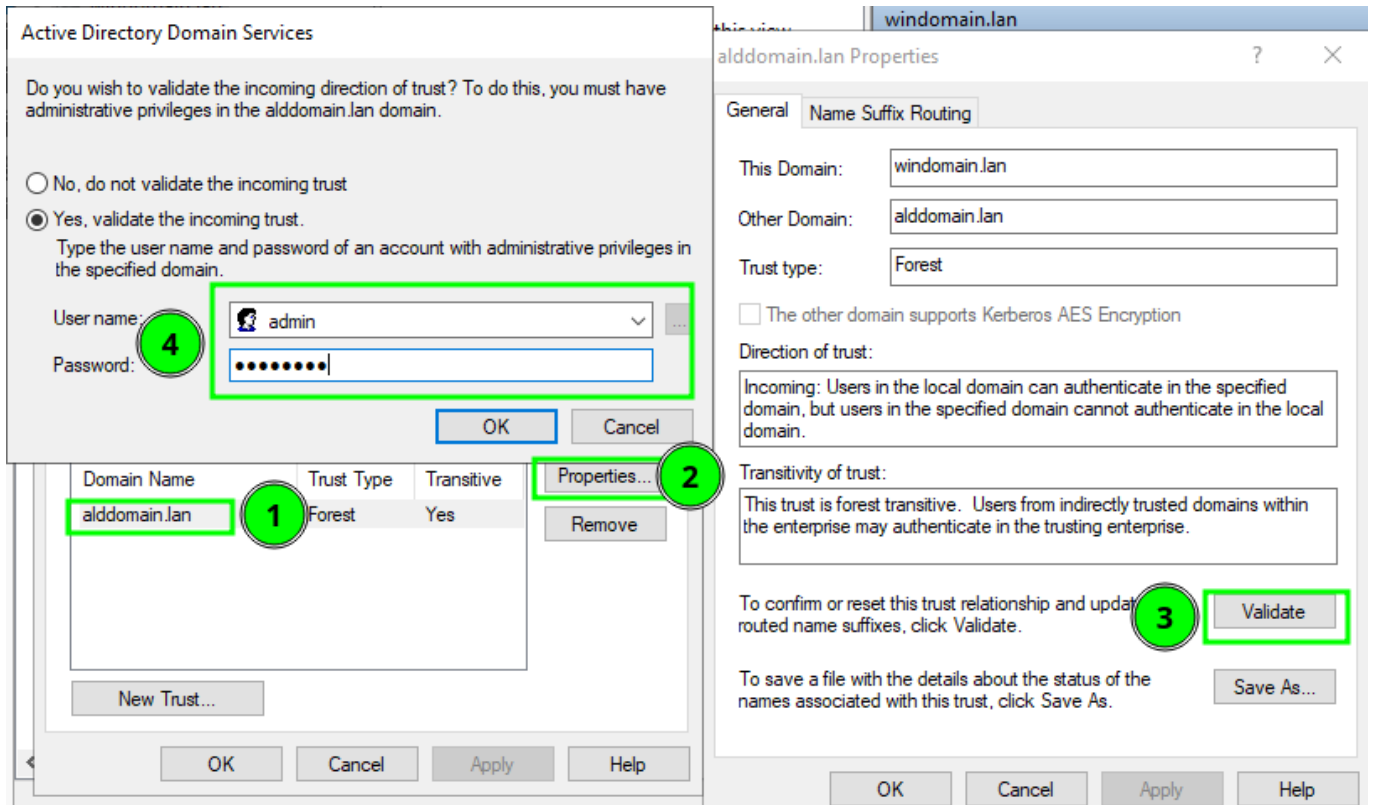 Active Directory Domain Services
Do you wish to validate the incoming direction of trust? To do this, you must have
administrative privileges in the alddomain.lan domain.
No, do not validate the incoming trust
Yes, validate the incoming trust.
Type the user name and password of an account with administrative privileges in
the specified domain.
User name:
admin
...
4
Password:
●●●●●●●●
OK
Cancel
Domain Name
Trust Type
Transitive
Properties...
2
alddomain.lan
1
Forest
Yes
Remove
New Trust...
OK
Cancel
Apply
Help
this view
windomain.lan
alddomain.lan Properties
?
General
Name Suffix Routing
This Domain:
windomain.lan
Other Domain:
alddomain.lan
Trust type:
Forest
The other domain supports Kerberos AES Encryption
Direction of trust:
Incoming: Users in the local domain can authenticate in the specified
domain, but users in the specified domain cannot authenticate in the local
domain.
Transitivity of trust:
This trust is forest transitive. Users from indirectly trusted domains within
the enterprise may authenticate in the trusting enterprise.
To confirm or reset this trust relationship and updat
routed name suffixes, click Validate.
3
Validate
To save a file with the details about the status of the
names associated with this trust, click Save As.
Save As...
OK
Cancel
Apply
Help